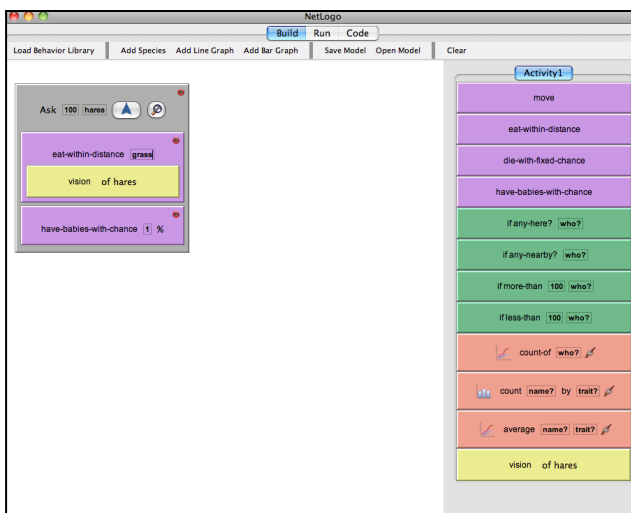 NetLogo
Build Run Code
Load Behavior Library Add Species Add Line Graph Add Bar Graph Save Model Open Model Clear
Activity1
Ask 100 hares
eat-within-distance grass
vision of hares
have-babies-with-chance 1 %
move
eat-within-distance
die-with-fixed-chance
have-babies-with-chance
if any-here? who?
if any-nearby? who?
if more-than 100 who?
if less-than 100 who?
count-of who?
count name? by trait?
average name? trait?
vision of hares